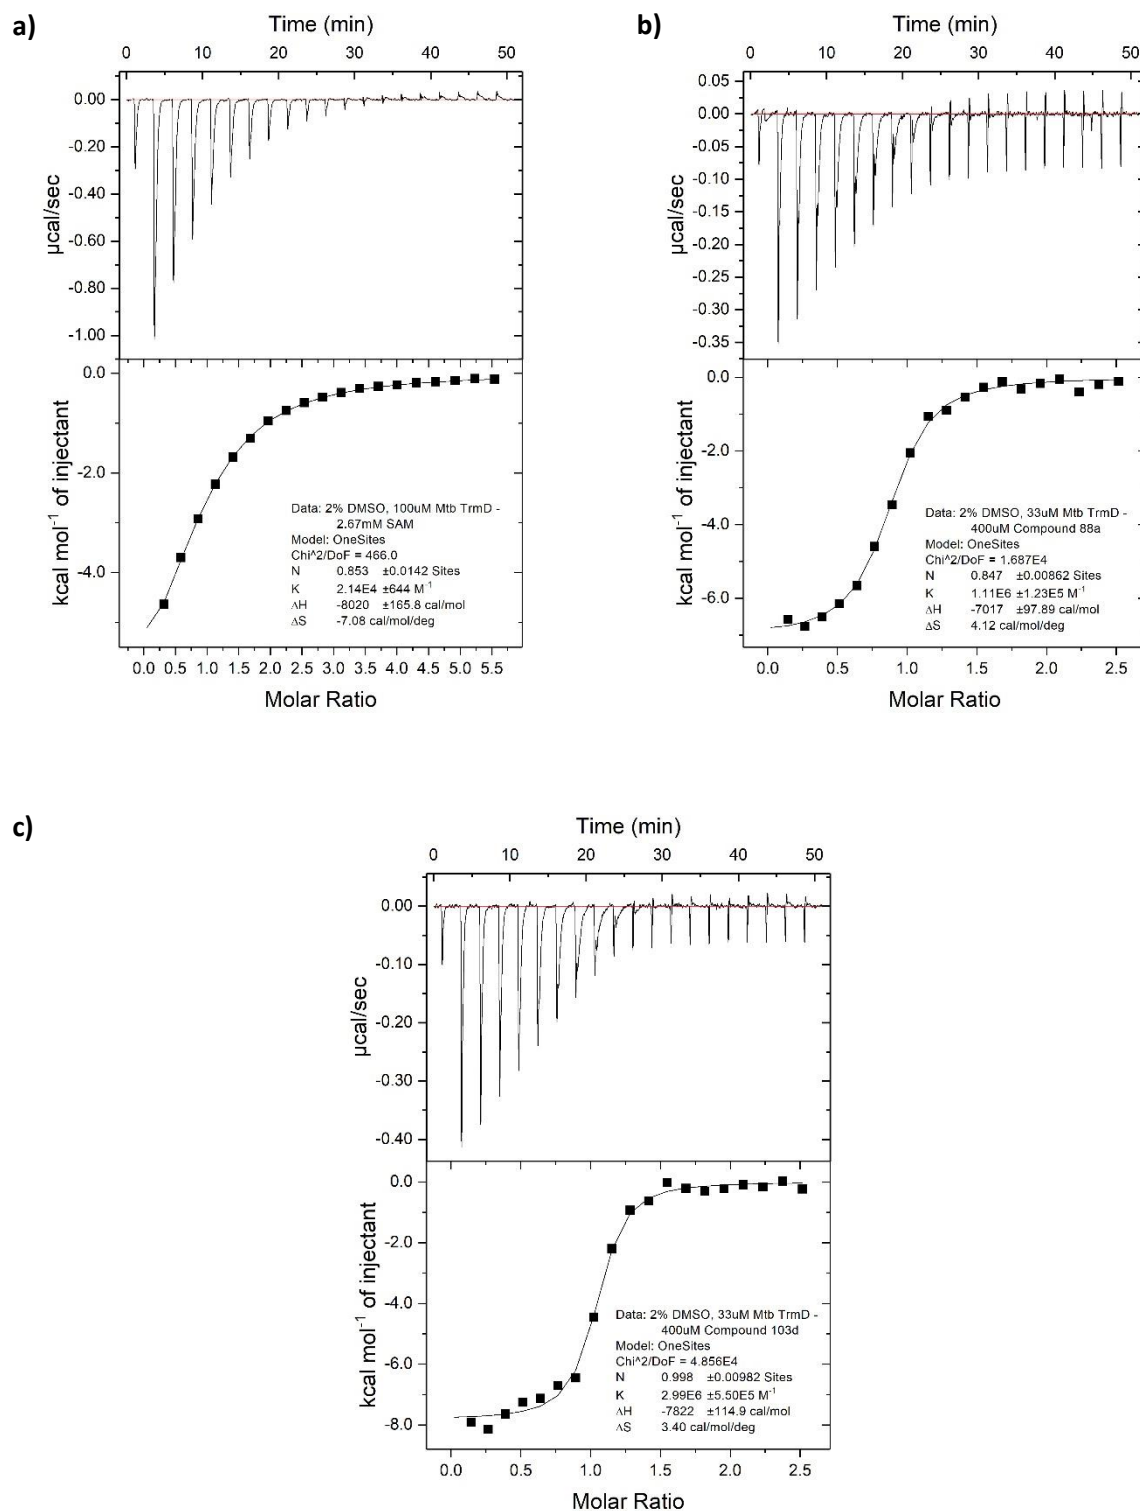 a)
Time (min)
0 10 20 30 40 50
0.00
-0.20
-0.40
-0.60
-0.80
-1.00
µcal/sec
0.0
-2.0
-4.0
kcal mol⁻¹ of injectant
Data: 2% DMSO, 100uM Mtb TrmD -
2.67mM SAM
Model: OneSites
Chi^2/DoF = 466.0
N 0.853 ±0.0142 Sites
K 2.14E4 ±644 M⁻¹
ΔH -8020 ±165.8 cal/mol
ΔS -7.08 cal/mol/deg
0.0 0.5 1.0 1.5 2.0 2.5 3.0 3.5 4.0 4.5 5.0 5.5
Molar Ratio
b)
Time (min)
0 10 20 30 40 50
0.05
0.00
-0.05
-0.10
-0.15
-0.20
-0.25
-0.30
-0.35
µcal/sec
0.0
-2.0
-4.0
-6.0
kcal mol⁻¹ of injectant
Data: 2% DMSO, 33uM Mtb TrmD -
400uM Compound 88a
Model: OneSites
Chi^2/DoF = 1.687E4
N 0.847 ±0.00862 Sites
K 1.11E6 ±1.23E5 M⁻¹
ΔH -7017 ±97.89 cal/mol
ΔS 4.12 cal/mol/deg
0.0 0.5 1.0 1.5 2.0 2.5
Molar Ratio
c)
Time (min)
0 10 20 30 40 50
0.00
-0.10
-0.20
-0.30
-0.40
µcal/sec
0.0
-2.0
-4.0
-6.0
-8.0
kcal mol⁻¹ of injectant
Data: 2% DMSO, 33uM Mtb TrmD -
400uM Compound 103d
Model: OneSites
Chi^2/DoF = 4.856E4
N 0.998 ±0.00982 Sites
K 2.99E6 ±5.50E5 M⁻¹
ΔH -7822 ±114.9 cal/mol
ΔS 3.40 cal/mol/deg
0.0 0.5 1.0 1.5 2.0 2.5
Molar Ratio